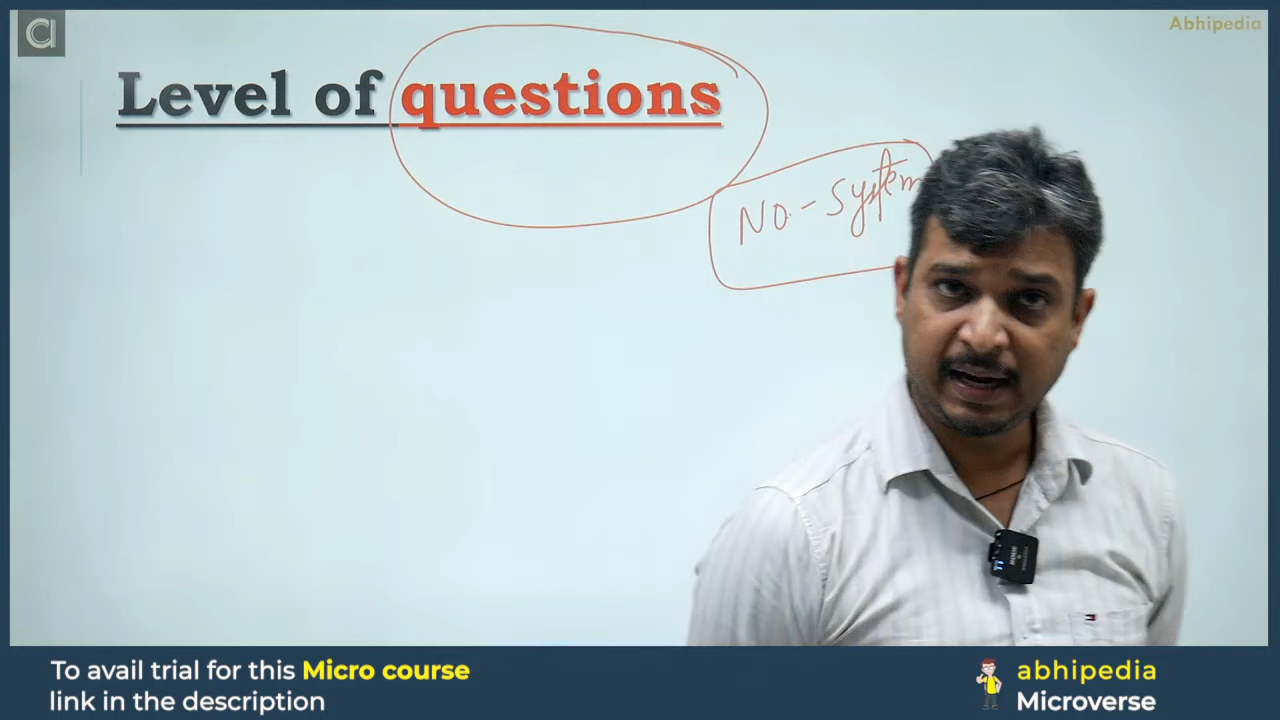 Abhipedia
Level of questions
No.- System
To avail trial for this Micro course
link in the description
abhipedia
Microverse